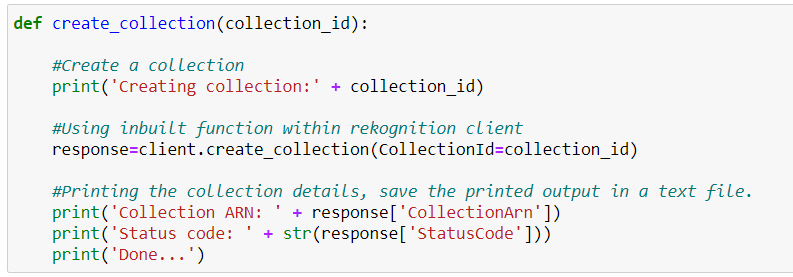 def create_collection(collection_id):
#Create a collection
print('Creating collection:' + collection_id)
#Using inbuilt function within rekognition client
response=client.create_collection(CollectionId=collection_id)
#Printing the collection details, save the printed output in a text file.
print('Collection ARN: ' + response['CollectionArn'])
print('Status code: ' + str(response['StatusCode']))
print('Done...')